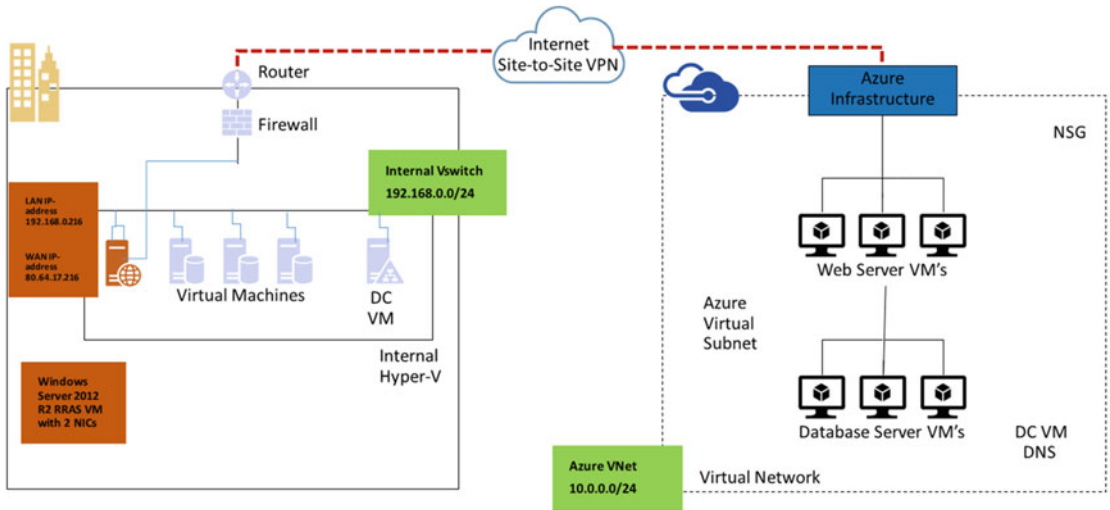 Internet
Site-to-Site VPN
Router
Firewall
Azure
Infrastructure
NSG
Internal Vswitch
192.168.0.0/24
LAN IP-
address
192.168.0.216
WAN IP-
address
80.64.17.216
Virtual Machines
DC
VM
Internal
Hyper-V
Windows
Server 2012
R2 RRAS VM
with 2 NICs
Web Server VM's
Azure
Virtual
Subnet
Database Server VM's
DC VM
DNS
Azure VNet
10.0.0.0/24
Virtual Network